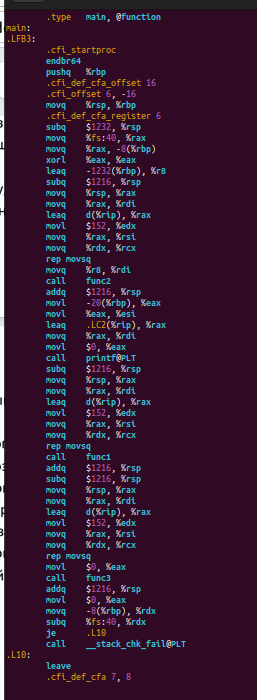 .type main, @function
main:
.LFB3:
.cfi_startproc
endbr64
pushq %rbp
.cfi_def_cfa_offset 16
.cfi_offset 6, -16
movq %rsp, %rbp
.cfi_def_cfa_register 6
subq $1232, %rsp
movq %fs:40, %rax
movq %rax, -8(%rbp)
xorl %eax, %eax
leaq -1232(%rbp), %r8
subq $1216, %rsp
movq %rsp, %rax
movq %rax, %rdi
leaq d(%rip), %rax
movl $152, %edx
movq %rax, %rsi
movq %rdx, %rcx
rep movsq
movq %r8, %rdi
call func2
addq $1216, %rsp
movl -20(%rbp), %eax
movl %eax, %esi
leaq .LC2(%rip), %rax
movq %rax, %rdi
movl $0, %eax
call printf@PLT
subq $1216, %rsp
movq %rsp, %rax
movq %rax, %rdi
leaq d(%rip), %rax
movl $152, %edx
movq %rax, %rsi
movq %rdx, %rcx
rep movsq
call func1
addq $1216, %rsp
subq $1216, %rsp
movq %rsp, %rax
movq %rax, %rdi
leaq d(%rip), %rax
movl $152, %edx
movq %rax, %rsi
movq %rdx, %rcx
rep movsq
movl $0, %eax
call func3
addq $1216, %rsp
movl $0, %eax
movq -8(%rbp), %rdx
subq %fs:40, %rdx
je .L10
call __stack_chk_fail@PLT
.L10:
leave
.cfi_def_cfa 7, 8